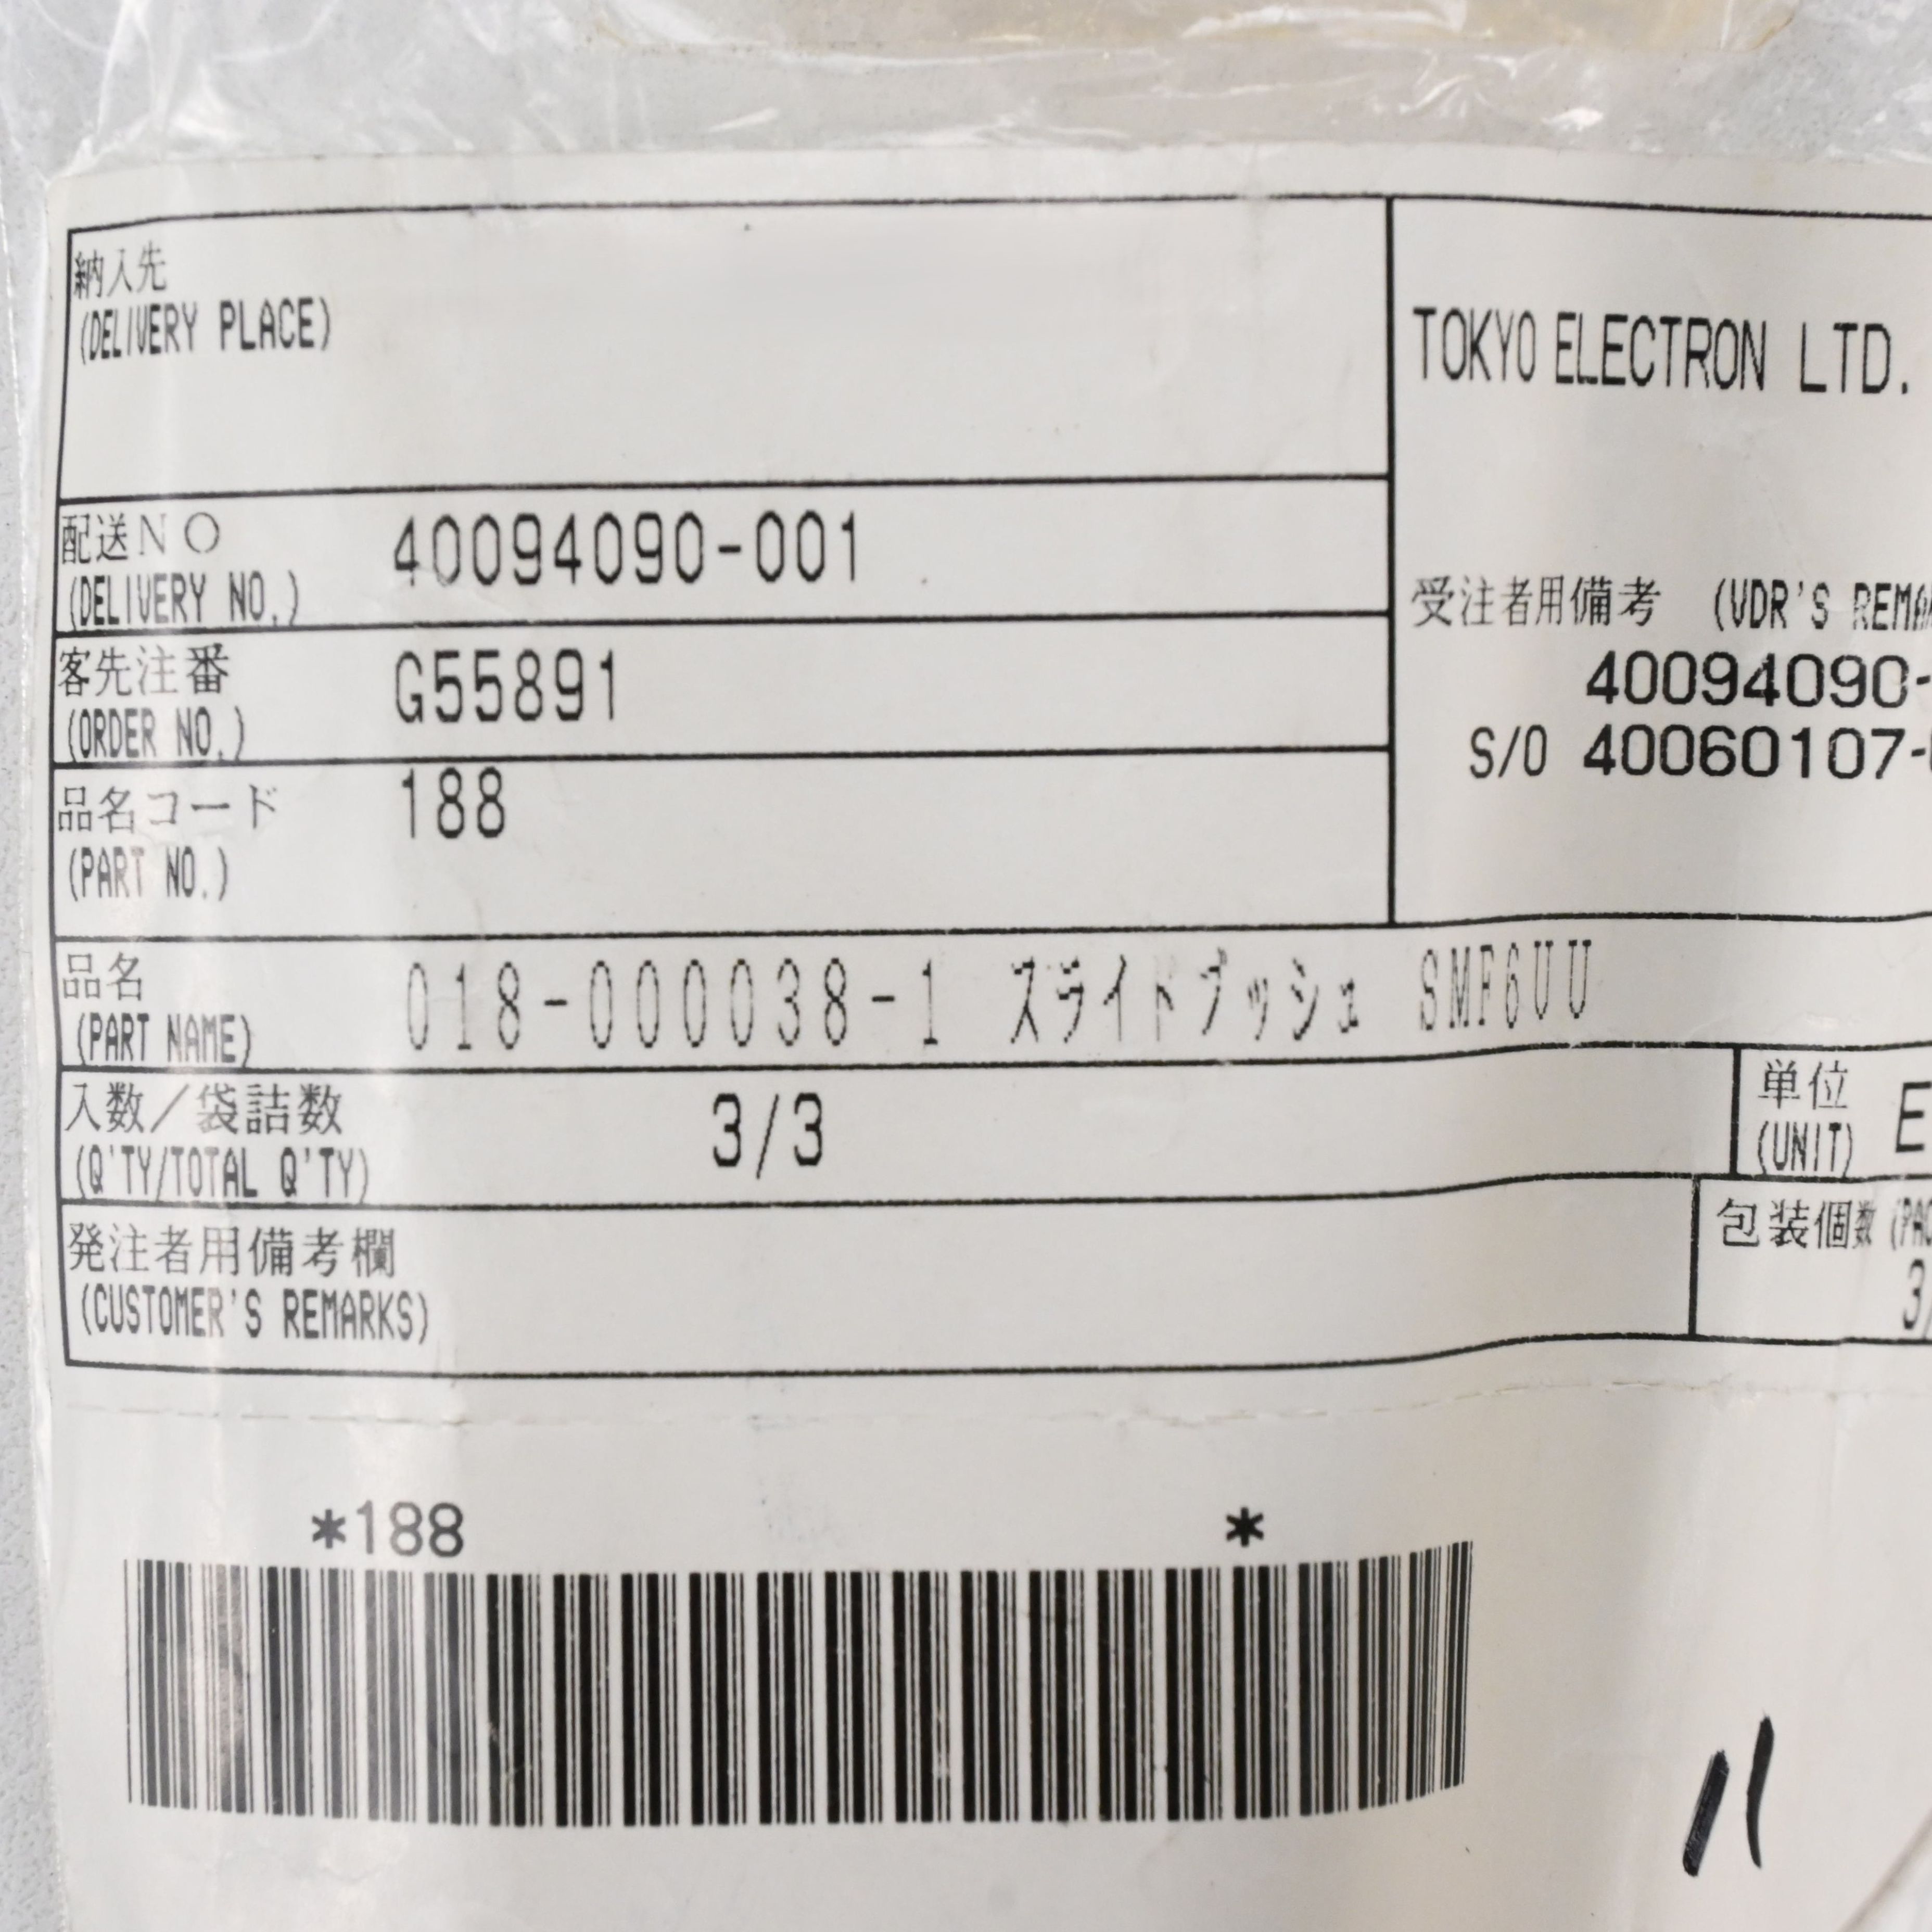 納入先
(DELIVERY PLACE)
TOKYO ELECTRON LTD.
配送NO
(DELIVERY NO.)
40094090-001
客先注番
(ORDER NO.)
G55891
品名コード
(PART NO.)
188
受注者用備考 (VDR'S REMA
40094090-
S/O 40060107-
品名
(PART NAME)
018-000038-1 スライドブッシュ SMF6UU
入数/袋詰数
(Q'TY/TOTAL Q'TY)
3/3
単位
(UNIT)
E
発注者用備考欄
(CUSTOMER'S REMARKS)
包装個数 (PAC
3/
*188 *
11